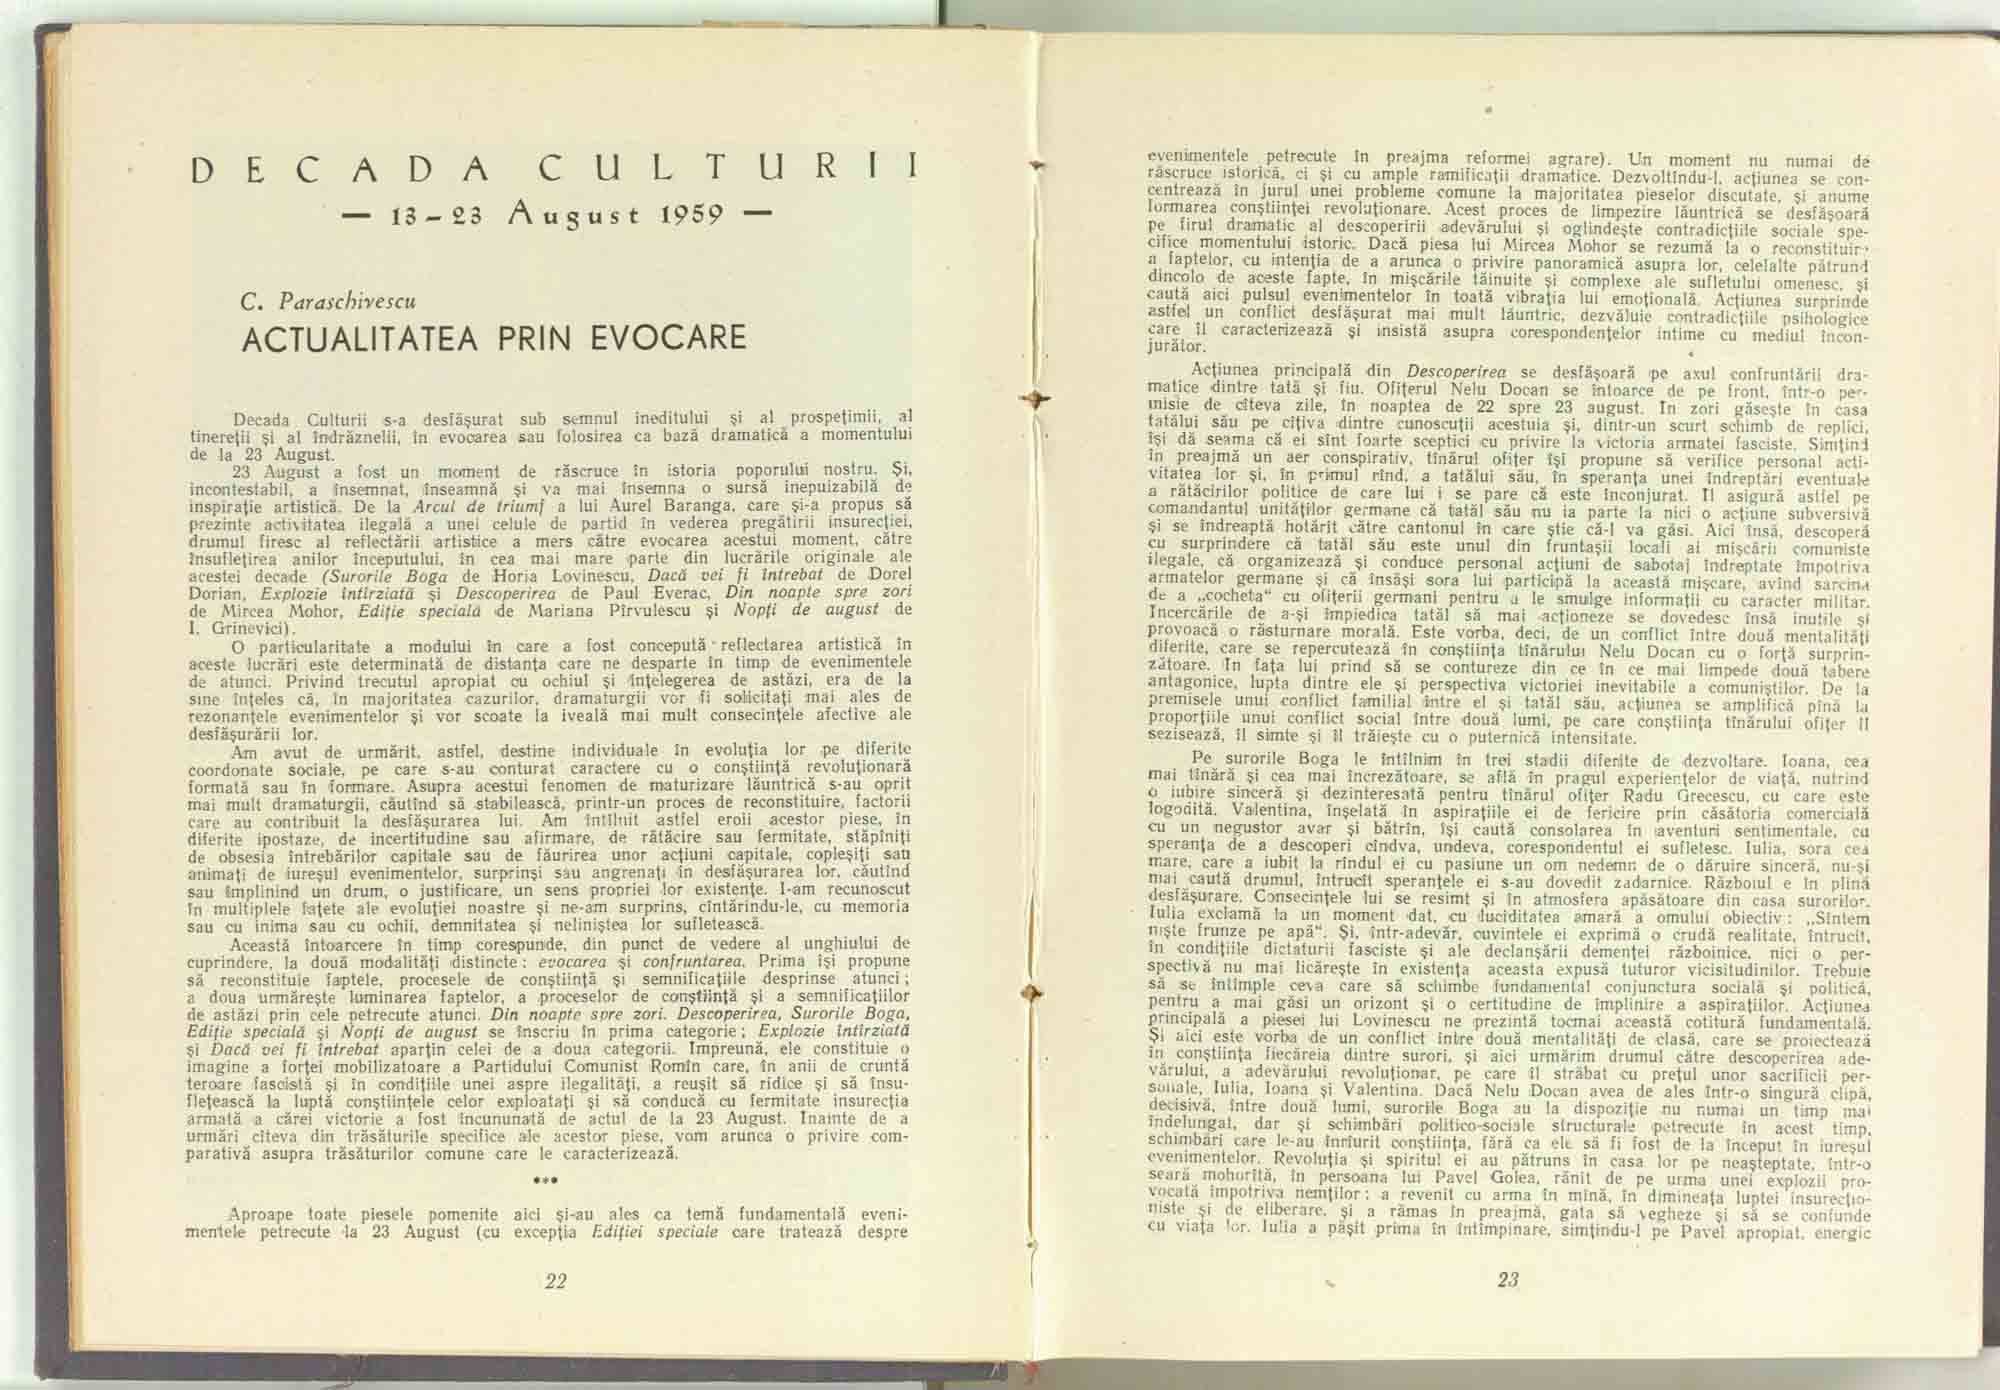 DECADA CULTURII
— 13-23 August 1959 —
C. Paraschivescu
ACTUALITATEA PRIN EVOCARE
Decada Culturii s-a desfăşurat sub semnul ineditului şi al prospeţimii, al
tinereţii şi al îndrăznelii, în evocarea sau folosirea ca bază dramatică a momentului
de la 23 August.
23 August a fost un moment de răscruce în istoria poporului nostru. Şi,
incontestabil, a însemnat, înseamnă şi va mai însemna o sursă inepuizabilă de
inspiraţie artistică. De la Arcul de triumf a lui Aurel Baranga, care şi-a propus să
prezinte activitatea ilegală a unei celule de partid în vederea pregătirii insurecţiei,
drumul firesc al reflectării artistice a mers către evocarea acestui moment, către
însufleţirea anilor începutului, în cea mai mare parte din lucrările originale ale
acestei decade (Surorile Boga de Horia Lovinescu, Dacă vei fi întrebat de Dorel
Dorian, Explozie întîrziată şi Descoperirea de Paul Everac, Din noapte spre zori
de Mircea Mohor, Ediţie specială de Mariana Pîrvulescu şi Nopţi de august de
I. Grinevici).
O particularitate a modului în care a fost concepută reflectarea artistică în
aceste lucrări este determinată de distanţa care ne desparte în timp de evenimentele
de atunci. Privind trecutul apropiat cu ochiul şi înţelegerea de astăzi, era de la
sine înţeles că, în majoritatea cazurilor, dramaturgii vor fi solicitaţi mai ales de
rezonanţele evenimentelor şi vor scoate la iveală mai mult consecinţele afective ale
desfăşurării lor.
Am avut de urmărit, astfel, destine individuale în evoluţia lor pe diferite
coordonate sociale, pe care s-au conturat caractere cu o conştiinţă revoluţionară
formată sau în formare. Asupra acestui fenomen de maturizare lăuntrică s-au oprit
mai mult dramaturgii, căutînd să stabilească, printr-un proces de reconstituire, factorii
care au contribuit la desfăşurarea lui. Am întîlnit astfel eroii acestor piese, în
diferite ipostaze, de incertitudine sau afirmare, de rătăcire sau fermitate, stăpîniţi
de obsesia întrebărilor capitale sau de făurirea unor acţiuni capitale, copleşiţi sau
animaţi de iureşul evenimentelor, surprinşi sau angrenaţi în desfăşurarea lor, căutînd
sau împlinind un drum, o justificare, un sens propriei lor existenţe. I-am recunoscut
în multiplele faţete ale evoluţiei noastre şi ne-am surprins, cîntărindu-le, cu memoria
sau cu inima sau cu ochii, demnitatea şi neliniştea lor sufletească.
Această întoarcere în timp corespunde, din punct de vedere al unghiului de
cuprindere, la două modalităţi distincte : evocarea şi confruntarea. Prima îşi propune
să reconstituie faptele, procesele de conştiinţă şi semnificaţiile desprinse atunci ;
a doua urmăreşte luminarea faptelor, a proceselor de conştiinţă şi a semnificaţiilor
de astăzi prin cele petrecute atunci. Din noapte spre zori. Descoperirea, Surorile Boga,
Ediţie specială şi Nopţi de august se înscriu în prima categorie ; Explozie întîrziată
şi Dacă vei fi întrebat aparţin celei de a doua categorii. Împreună, ele constituie o
imagine a forţei mobilizatoare a Partidului Comunist Romîn care, în anii de cruntă
teroare fascistă şi în condiţiile unei aspre ilegalităţi, a reuşit să ridice şi să însu-
fleţească la luptă conştiinţele celor exploataţi şi să conducă cu fermitate insurecţia
armată a cărei victorie a fost încununată de actul de la 23 August. Inainte de a
urmări cîteva din trăsăturile specifice ale acestor piese, vom arunca o privire com-
parativă asupra trăsăturilor comune care le caracterizează.
***
Aproape toate piesele pomenite aici şi-au ales ca temă fundamentală eveni-
mentele petrecute la 23 August (cu excepţia Ediţiei speciale care tratează despre
22
evenimentele petrecute în preajma reformei agrare). Un moment nu numai de
răscruce istorică, ci şi cu ample ramificaţii dramatice. Dezvoltîndu-l, acţiunea se con-
centrează în jurul unei probleme comune la majoritatea pieselor discutate, şi anume
formarea conştiinţei revoluţionare. Acest proces de limpezire lăuntrică se desfăşoară
pe firul dramatic al descoperirii adevărului şi oglindeşte contradicţiile sociale spe-
cifice momentului istoric. Dacă piesa lui Mircea Mohor se rezumă la o reconstituire
a faptelor, cu intenţia de a arunca o privire panoramică asupra lor, celelalte pătrund
dincolo de aceste fapte, în mişcările tăinuite şi complexe ale sufletului omenesc, şi
caută aici pulsul evenimentelor în toată vibraţia lui emoţională. Acţiunea surprinde
astfel un conflict desfăşurat mai mult lăuntric, dezvăluie contradicţiile psihologice
care îl caracterizează şi insistă asupra corespondenţelor intime cu mediul încon-
jurător.
Acţiunea principală din Descoperirea se desfăşoară pe axul confruntării dra-
matice dintre tată şi fiu. Ofiţerul Nelu Docan se întoarce de pe front, într-o per-
misie de cîteva zile, în noaptea de 22 spre 23 august. In zori găseşte în casa
tatălui său pe cîţiva dintre cunoscuţii acestuia şi, dintr-un scurt schimb de replici,
îşi dă seama că ei sînt foarte sceptici cu privire la victoria armatei fasciste. Simţind
în preajmă un aer conspirativ, tînărul ofiţer îşi propune să verifice personal acti-
vitatea lor şi, în primul rînd, a tatălui său, în speranţa unei îndreptări eventuale
a rătăcirilor politice de care lui i se pare că este înconjurat. Îl asigură astfel pe
comandantul unităţilor germane că tatăl său nu ia parte la nici o acţiune subversivă
şi se îndreaptă hotărît către cantonul în care ştie că-l va găsi. Aici însă, descoperă
cu surprindere că tatăl său este unul din fruntaşii locali ai mişcării comuniste
ilegale, că organizează şi conduce personal acţiuni de sabotaj îndreptate împotriva
armatelor germane şi că însăşi sora lui participă la această mişcare, avînd sarcina
de a „cocheta“ cu ofiţerii germani pentru a le smulge informaţii cu caracter militar.
Incercările de a-şi împiedica tatăl să mai acţioneze se dovedesc însă inutile şi
provoacă o răsturnare morală. Este vorba, deci, de un conflict între două mentalităţi
diferite, care se repercutează în conştiinţa tînărului Nelu Docan cu o forţă surprin-
zătoare. In faţa lui prind să se contureze din ce în ce mai limpede două tabere
antagonice, lupta dintre ele şi perspectiva victoriei inevitabile a comuniştilor. De la
premisele unui conflict familial între el şi tatăl său, acţiunea se amplifică pînă la
proporţiile unui conflict social între două lumi, pe care conştiinţa tînărului ofiţer îl
sezisează, îl simte şi îl trăieşte cu o puternică intensitate.
Pe surorile Boga le întîlnim în trei stadii diferite de dezvoltare. Ioana, cea
mai tînără şi cea mai încrezătoare, se află în pragul experienţelor de viaţă, nutrind
o iubire sinceră şi dezinteresată pentru tînărul ofiţer Radu Grecescu, cu care este
logodită. Valentina, înşelată în aspiraţiile ei de fericire prin căsătoria comercială
cu un negustor avar şi bătrîn, îşi caută consolarea în aventuri sentimentale, cu
speranţa de a descoperi cîndva, undeva, corespondentul ei sufletesc. Iulia, sora cea
mare, care a iubit la rîndul ei cu pasiune un om nedemn de o dăruire sinceră, nu-şi
mai caută drumul, întrucît speranţele ei s-au dovedit zadarnice. Războiul e în plină
desfăşurare. Consecinţele lui se resimt şi în atmosfera apăsătoare din casa surorilor.
Iulia exclamă la un moment dat, cu luciditatea amară a omului obiectiv : „Sîntem
nişte frunze pe apă“. Şi, într-adevăr, cuvintele ei exprimă o crudă realitate, întrucît,
în condiţiile dictaturii fasciste şi ale declanşării demenţei războinice, nici o per-
spectivă nu mai licăreşte în existenţa aceasta expusă tuturor vicisitudinilor. Trebuie
să se întîmple ceva care să schimbe fundamental conjunctura socială şi politică,
pentru a mai găsi un orizont şi o certitudine de împlinire a aspiraţiilor. Acţiunea
principală a piesei lui Lovinescu ne prezintă tocmai această cotitură fundamentală.
Şi aici este vorba de un conflict între două mentalităţi de clasă, care se proiectează
în conştiinţa fiecăreia dintre surori, şi aici urmărim drumul către descoperirea ade-
vărului, a adevărului revoluţionar, pe care îl străbat cu preţul unor sacrificii per-
sonale, Iulia, Ioana şi Valentina. Dacă Nelu Docan avea de ales într-o singură clipă,
decisivă, între două lumi, surorile Boga au la dispoziţie nu numai un timp mai
îndelungat, dar şi schimbări politico-sociale structurale petrecute în acest timp,
schimbări care le-au înrîurit conştiinţa, fără ca ele să fi fost de la început în iureşul
evenimentelor. Revoluţia şi spiritul ei au pătruns în casa lor pe neaşteptate, într-o
seară mohorîtă, în persoana lui Pavel Golea, rănit de pe urma unei explozii pro-
vocată împotriva nemţilor ; a revenit cu arma în mînă, în dimineaţa luptei insurecţio-
niste şi de eliberare, şi a rămas în preajmă, gata să vegheze şi să se confunde
cu viaţa lor. Iulia a păşit prima în întîmpinare, simţindu-l pe Pavel apropiat, energic
23